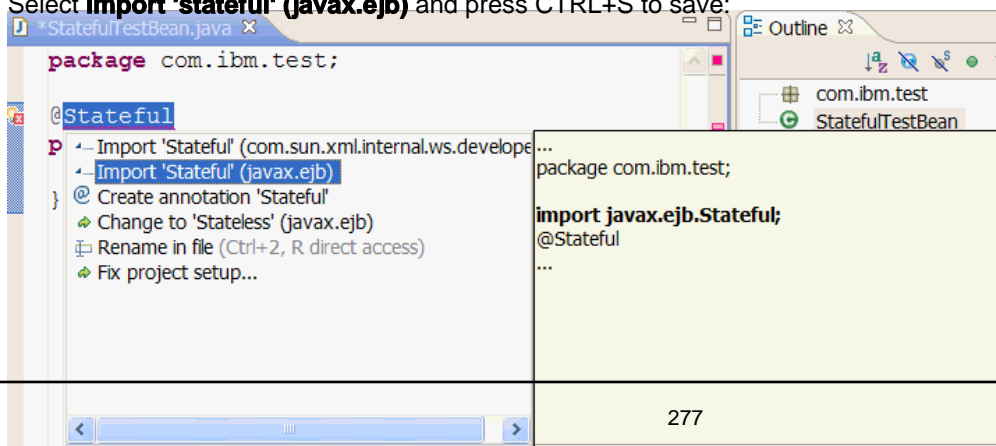 Select Import 'stateful' (javax.ejb) and press CTRL+S to save:
*StatefulTestBean.java
Outline
package com.ibm.test;
@Stateful
p
}
Import 'Stateful' (com.sun.xml.internal.ws.develope
Import 'Stateful' (javax.ejb)
Create annotation 'Stateful'
Change to 'Stateless' (javax.ejb)
Rename in file (Ctrl+2, R direct access)
Fix project setup...
...
package com.ibm.test;
import javax.ejb.Stateful;
@Stateful
...
com.ibm.test
StatefulTestBean
277